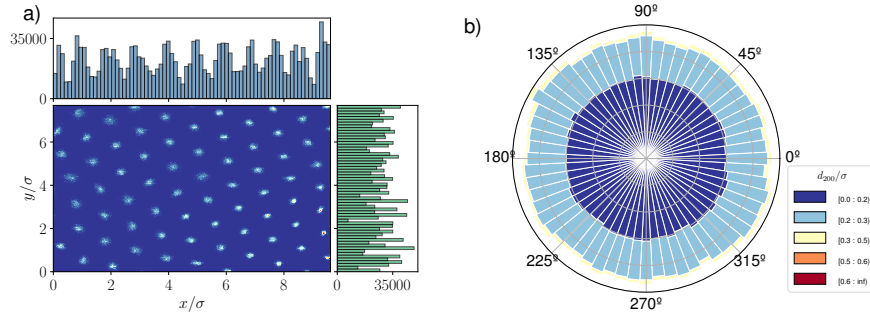 a)
35000
0
6
4
2
0
y/σ
0
2
4
6
8
x/σ
0
35000
b)
90º
135º
45º
180º
0º
225º
315º
270º
d₂₀₀/σ
[0.0 : 0.2)
[0.2 : 0.3)
[0.3 : 0.5)
[0.5 : 0.6)
[0.6 : inf)